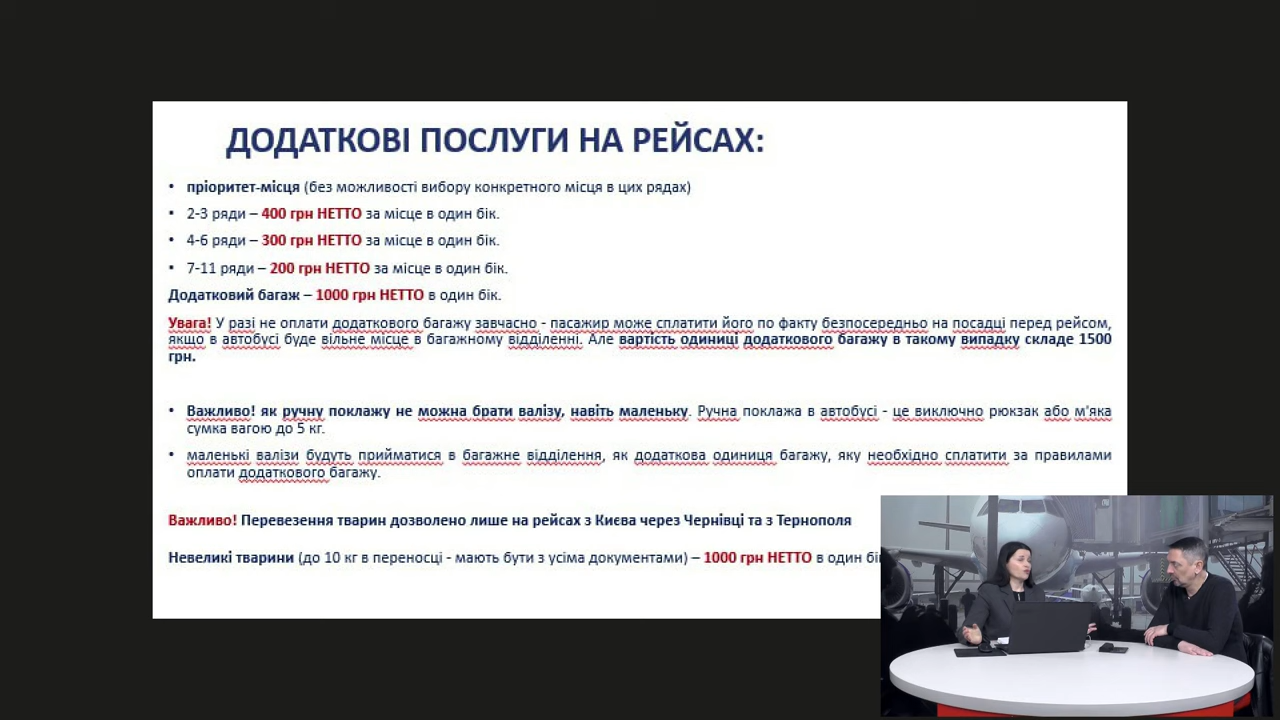 ДОДАТКОВІ ПОСЛУГИ НА РЕЙСАХ:
• пріоритет-місця (без можливості вибору конкретного місця в цих рядах)
• 2-3 ряди – 400 грн НЕТТО за місце в один бік.
• 4-6 ряди – 300 грн НЕТТО за місце в один бік.
• 7-11 ряди – 200 грн НЕТТО за місце в один бік.
Додатковий багаж – 1000 грн НЕТТО в один бік.
Увага! У разі не оплати додаткового багажу завчасно - пасажир може сплатити його по факту безпосередньо на посадці перед рейсом,
якщо в автобусі буде вільне місце в багажному відділенні. Але вартість одиниці додаткового багажу в такому випадку складе 1500
грн.
• Важливо! як ручну поклажу не можна брати валізу, навіть маленьку. Ручна поклажа в автобусі - це виключно рюкзак або м'яка
сумка вагою до 5 кг.
• маленькі валізи будуть прийматися в багажне відділення, як додаткова одиниця багажу, яку необхідно сплатити за правилами
оплати додаткового багажу.
Важливо! Перевезення тварин дозволено лише на рейсах з Києва через Чернівці та з Тернополя
Невеликі тварини (до 10 кг в переносці - мають бути з усіма документами) – 1000 грн НЕТТО в один